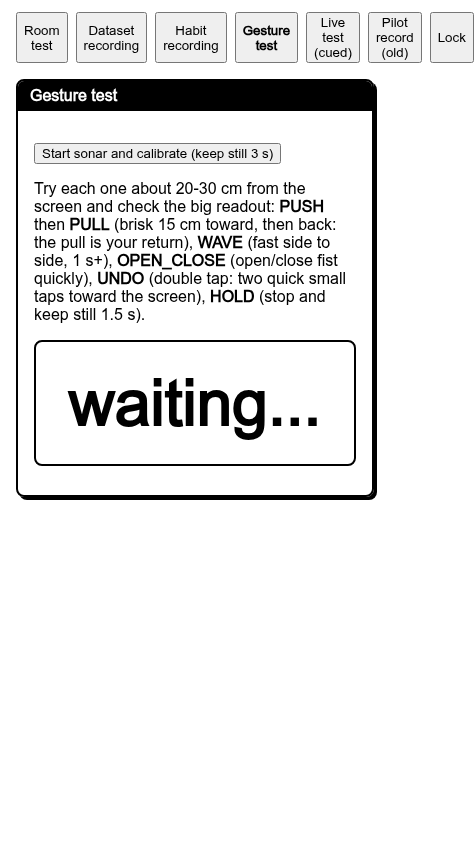 Room
test
Dataset
recording
Habit
recording
Gesture
test
Live
test
(cued)
Pilot
record
(old)
Lock
Gesture test
Start sonar and calibrate (keep still 3 s)
Try each one about 20-30 cm from the
screen and check the big readout: PUSH
then PULL (brisk 15 cm toward, then back:
the pull is your return), WAVE (fast side to
side, 1 s+), OPEN_CLOSE (open/close fist
quickly), UNDO (double tap: two quick small
taps toward the screen), HOLD (stop and
keep still 1.5 s).
waiting...